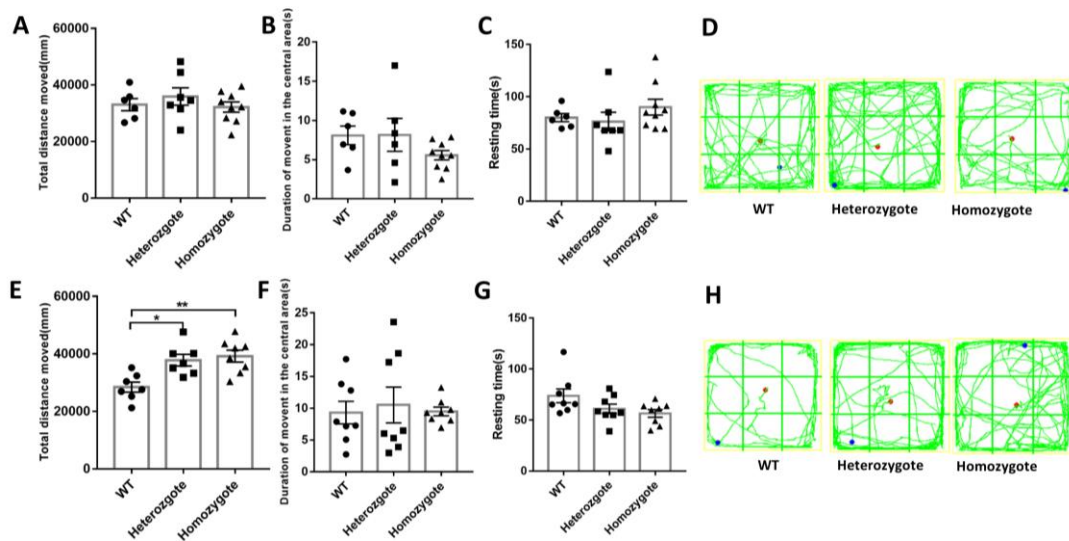 A
Total distance moved(mm)
60000
40000
20000
0
WT
Heterozgote
Homozygote
B
Duration of movent in the central area(s)
20
15
10
5
0
WT
Heterozgote
Homozygote
C
Resting time(s)
150
100
50
0
WT
Heterozgote
Homozygote
D
WT
Heterozygote
Homozygote
E
Total distance moved(mm)
60000
40000
20000
0
**
*
WT
Heterozgote
Homozygote
F
Duration of movent in the central area(s)
25
20
15
10
5
0
WT
Heterozgote
Homozygote
G
Resting time(s)
150
100
50
0
WT
Heterozgote
Homozygote
H
WT
Heterozygote
Homozygote